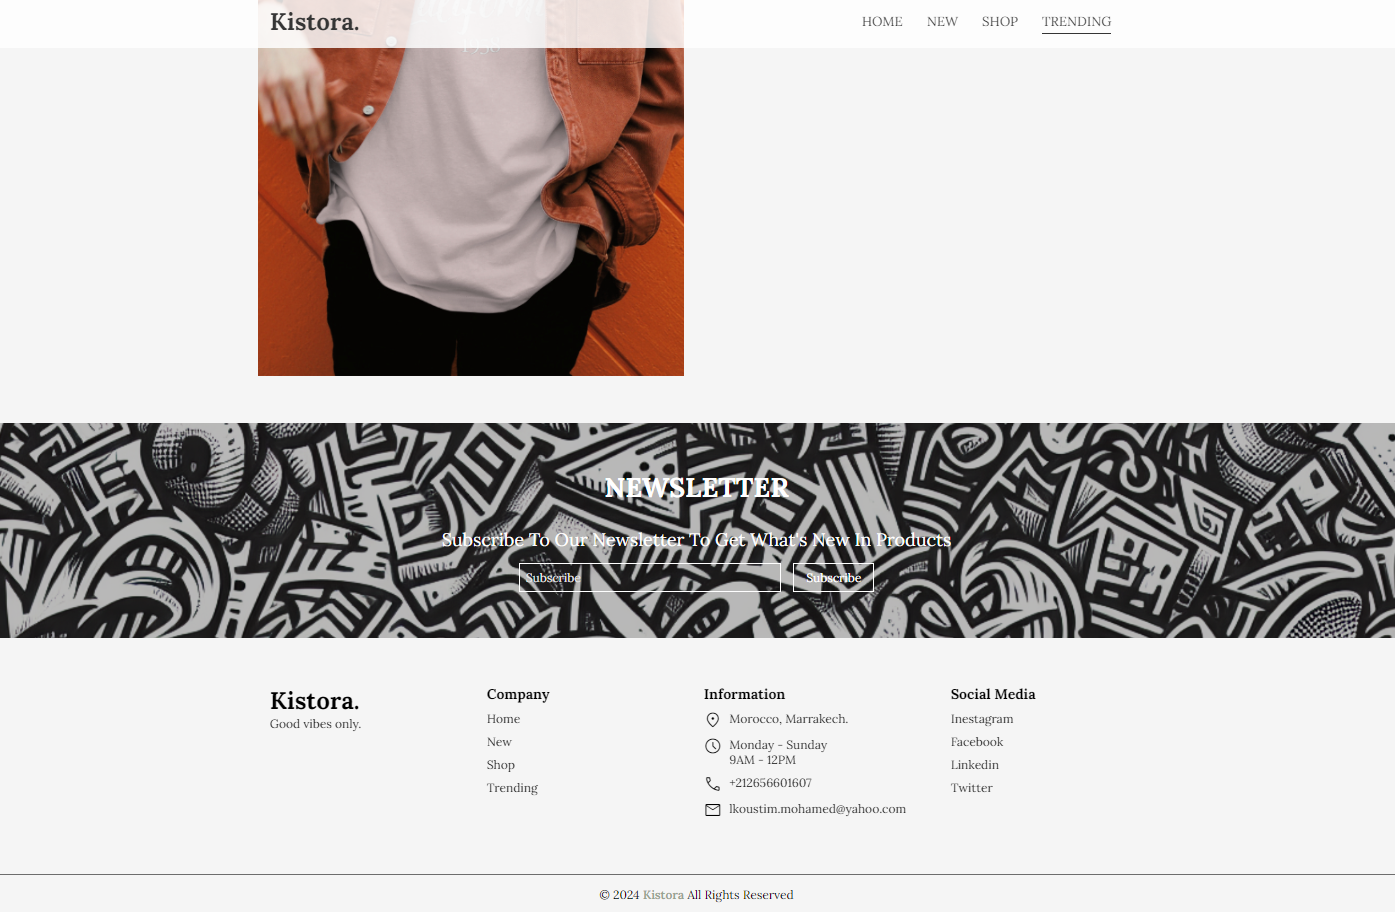 Kistora.
HOME NEW SHOP TRENDING
1950
NEWSLETTER
Subscribe To Our Newsletter To Get What's New In Products
Subscribe
Subscribe
Kistora.
Good vibes only.
Company
Home
New
Shop
Trending
Information
Morocco, Marrakech.
Monday - Sunday
9AM - 12PM
+212656601607
lkoustim.mohamed@yahoo.com
Social Media
Inestagram
Facebook
Linkedin
Twitter
© 2024 Kistora All Rights Reserved